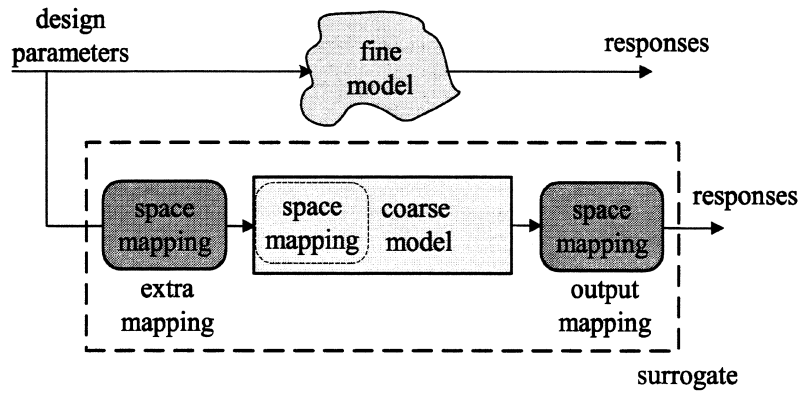 design
parameters
fine
model
responses
space
mapping
space
mapping
coarse
model
space
mapping
responses
extra
mapping
output
mapping
surrogate